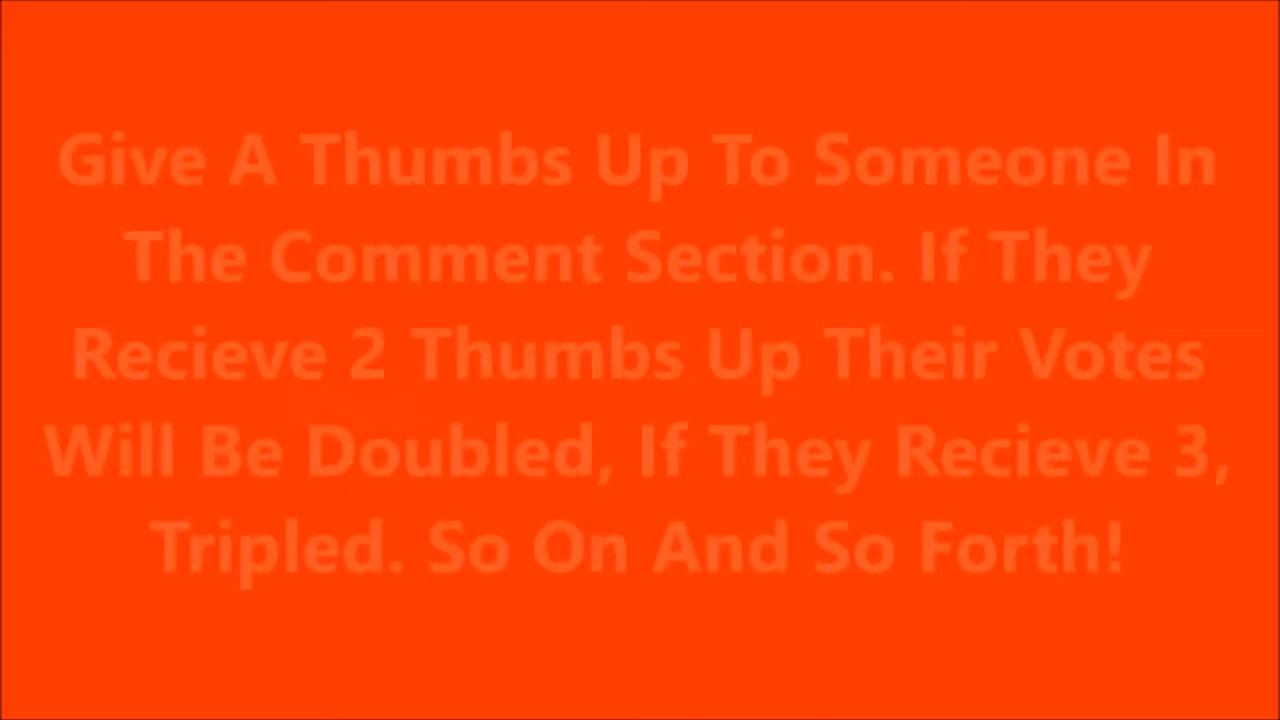 Give A Thumbs Up To Someone In
The Comment Section. If They
Recieve 2 Thumbs Up Their Votes
Will Be Doubled, If They Recieve 3,
Tripled. So On And So Forth!